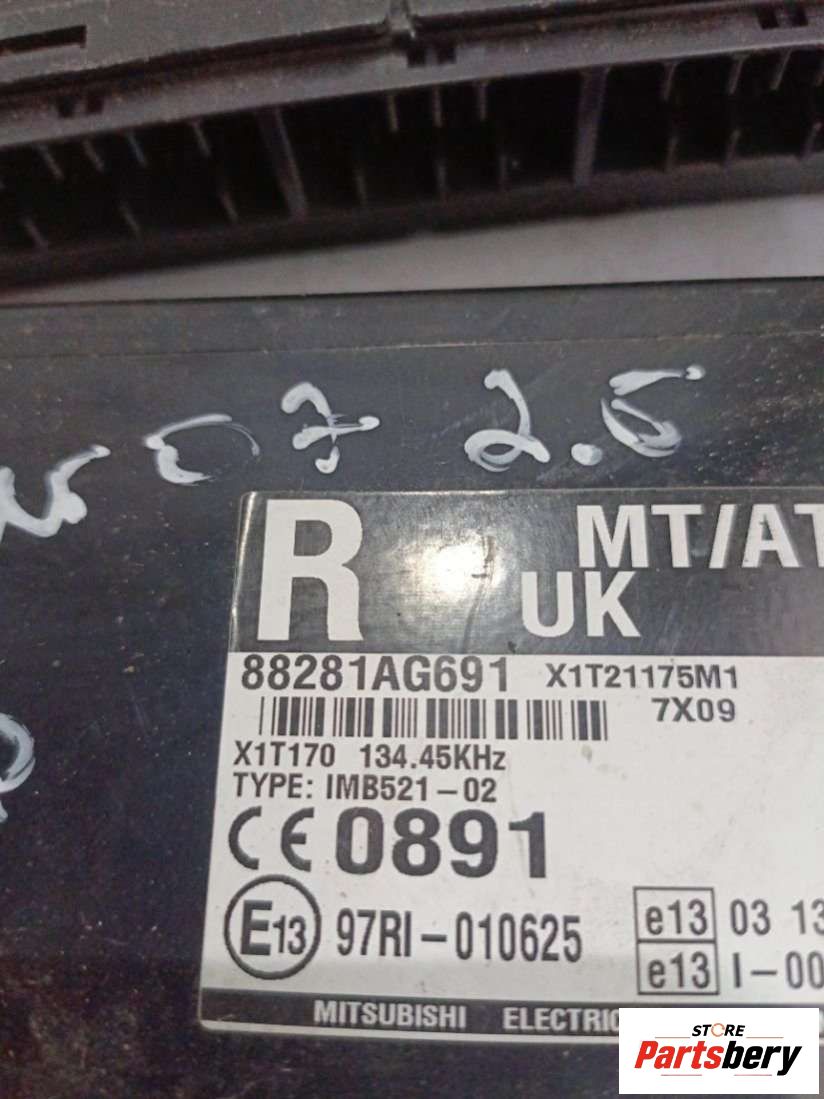 07 2.5
R MT/AT
UK
88281AG691 X1T21175M1
7X09
X1T170 134.45KHz
TYPE: IMB521-02
CE 0891
E13 97RI-010625
e13 03 13
e13 I-00
MITSUBISHI ELECTRIC
STORE
Partsbery